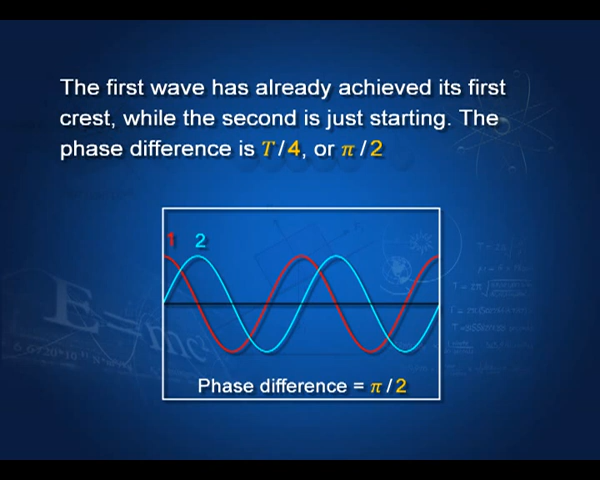 The first wave has already achieved its first
crest, while the second is just starting. The
phase difference is T/4, or π/2
1 2
E=mc²
Phase difference = π/2